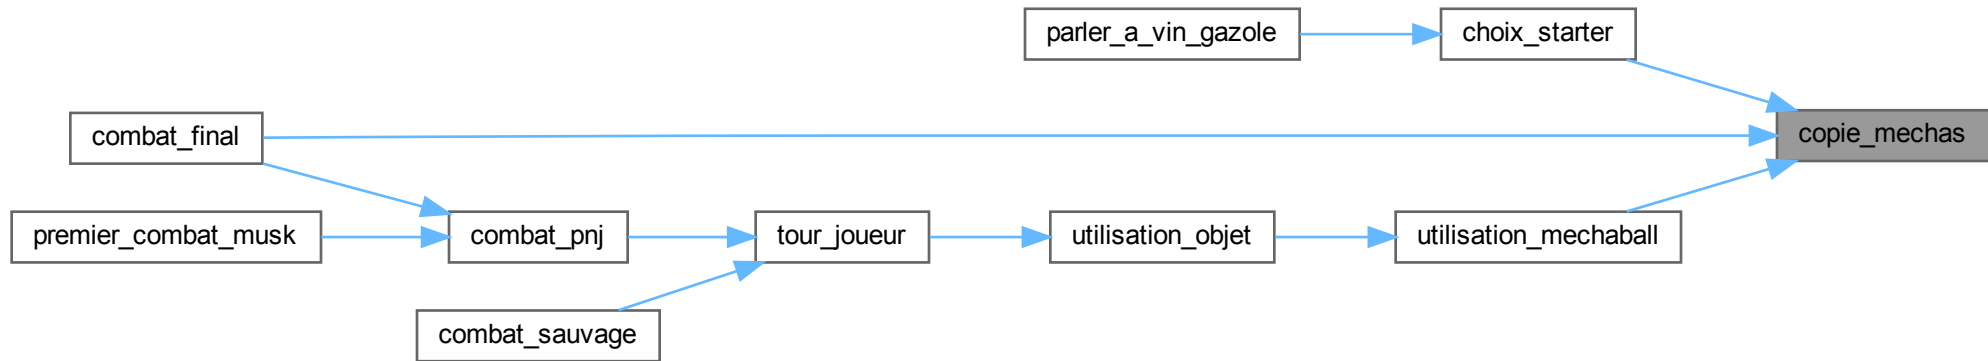 parler_a_vin_gazole
choix_starter
combat_final
copie_mechas
premier_combat_musk
combat_pnj
tour_joueur
utilisation_objet
utilisation_mechaball
combat_sauvage